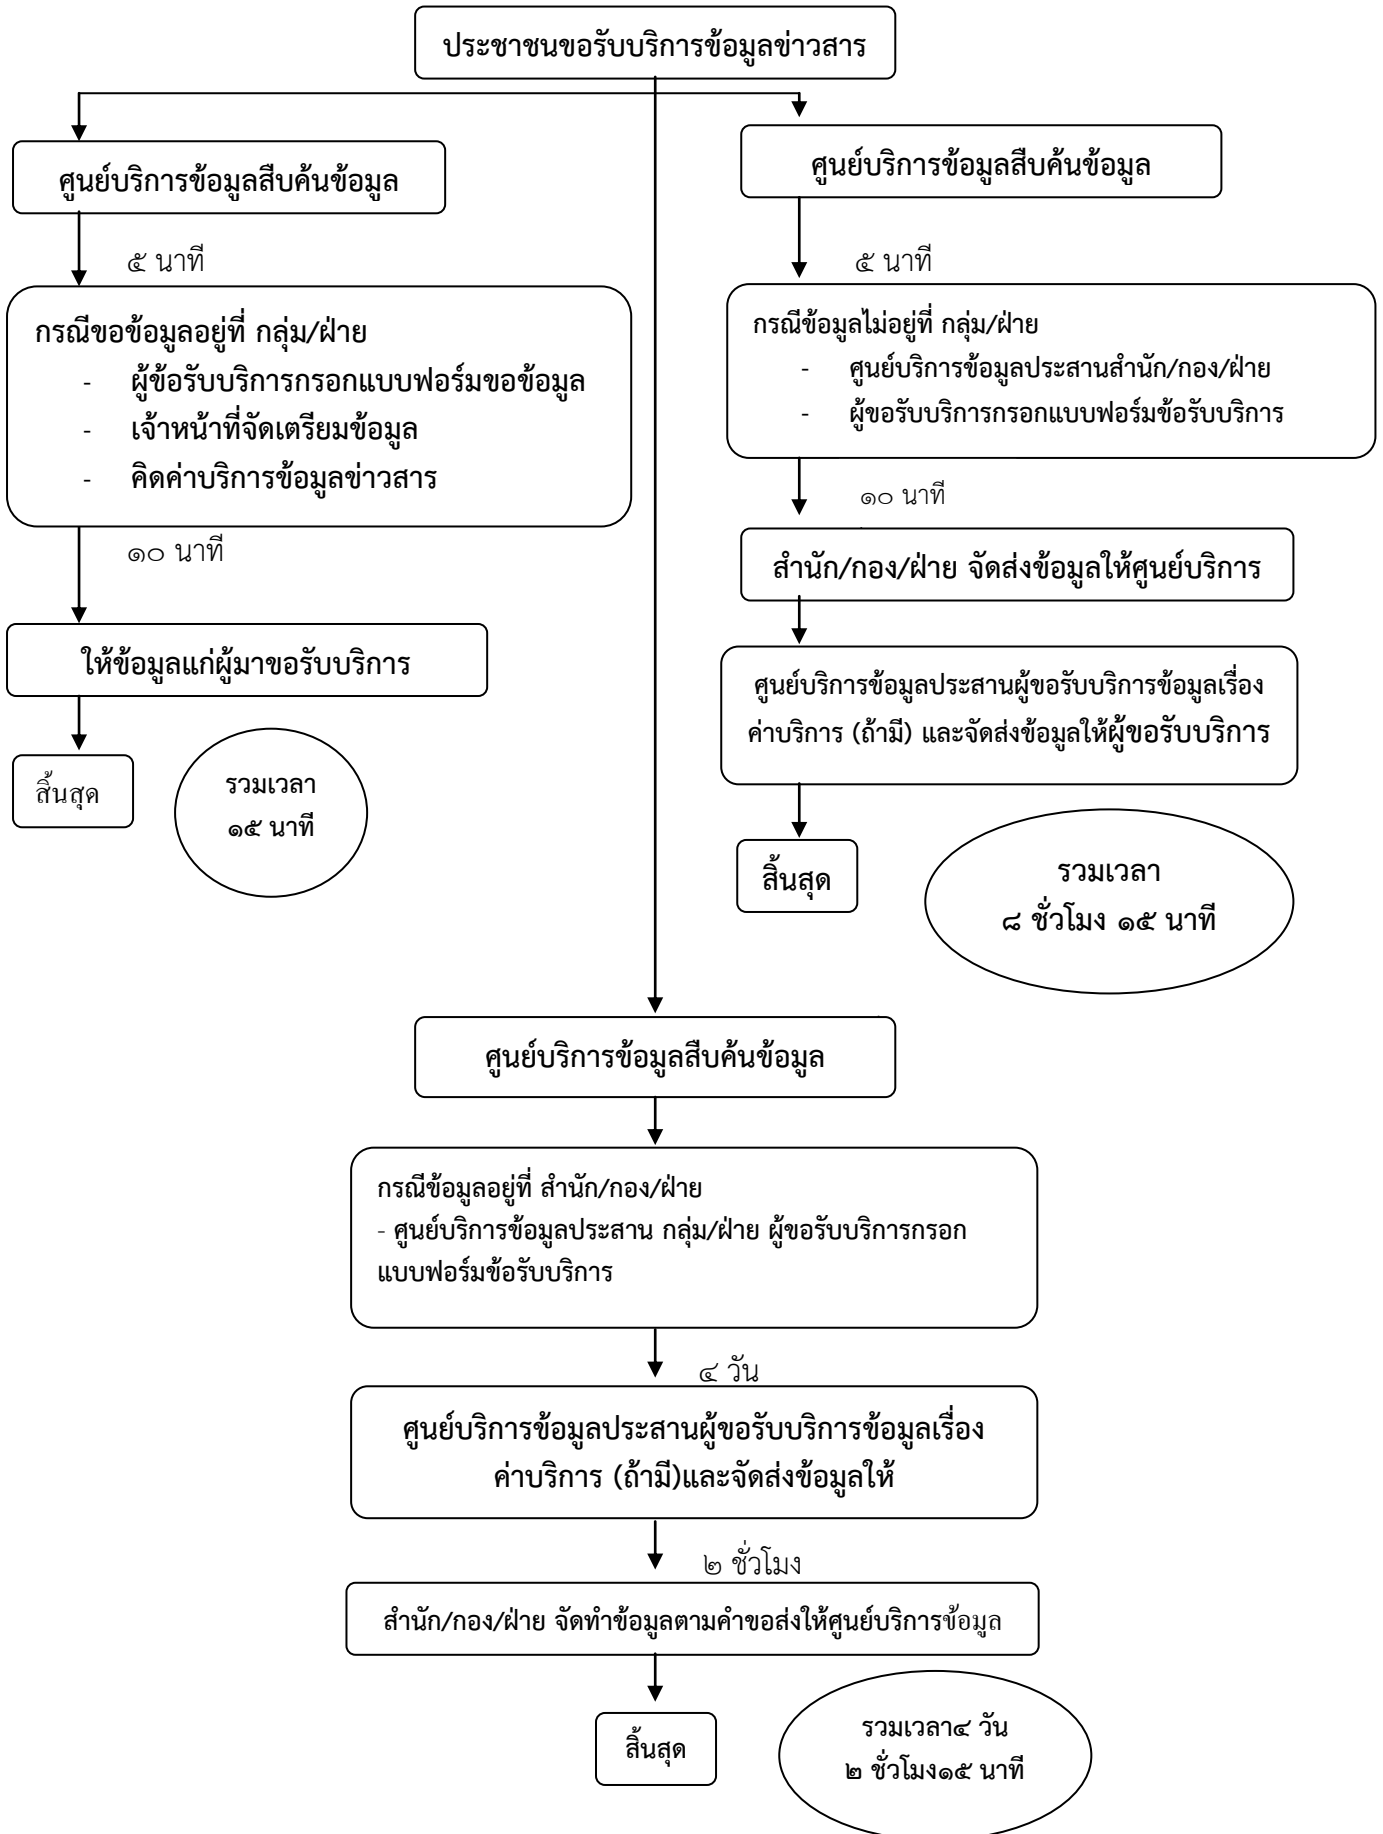 ประชาชนขอรับบริการข้อมูลข่าวสาร
ศูนย์บริการข้อมูลสืบค้นข้อมูล
๕ นาที
กรณีขอข้อมูลอยู่ที่ กลุ่ม/ฝ่าย
- ผู้ข้อรับบริการกรอกแบบฟอร์มขอข้อมูล
- เจ้าหน้าที่จัดเตรียมข้อมูล
- คิดค่าบริการข้อมูลข่าวสาร
๑๐ นาที
ให้ข้อมูลแก่ผู้มาขอรับบริการ
สิ้นสุด
รวมเวลา
๑๕ นาที
ศูนย์บริการข้อมูลสืบค้นข้อมูล
๕ นาที
กรณีข้อมูลไม่อยู่ที่ กลุ่ม/ฝ่าย
- ศูนย์บริการข้อมูลประสานสำนัก/กอง/ฝ่าย
- ผู้ขอรับบริการกรอกแบบฟอร์มข้อรับบริการ
๑๐ นาที
สำนัก/กอง/ฝ่าย จัดส่งข้อมูลให้ศูนย์บริการ
ศูนย์บริการข้อมูลประสานผู้ขอรับบริการข้อมูลเรื่อง
ค่าบริการ (ถ้ามี) และจัดส่งข้อมูลให้ผู้ขอรับบริการ
สิ้นสุด
รวมเวลา
๘ ชั่วโมง ๑๕ นาที
ศูนย์บริการข้อมูลสืบค้นข้อมูล
กรณีข้อมูลอยู่ที่ สำนัก/กอง/ฝ่าย
- ศูนย์บริการข้อมูลประสาน กลุ่ม/ฝ่าย ผู้ขอรับบริการกรอก
แบบฟอร์มข้อรับบริการ
๔ วัน
ศูนย์บริการข้อมูลประสานผู้ขอรับบริการข้อมูลเรื่อง
ค่าบริการ (ถ้ามี)และจัดส่งข้อมูลให้
๒ ชั่วโมง
สำนัก/กอง/ฝ่าย จัดทำข้อมูลตามคำขอส่งให้ศูนย์บริการข้อมูล
สิ้นสุด
รวมเวลา๔ วัน
๒ ชั่วโมง๑๕ นาที